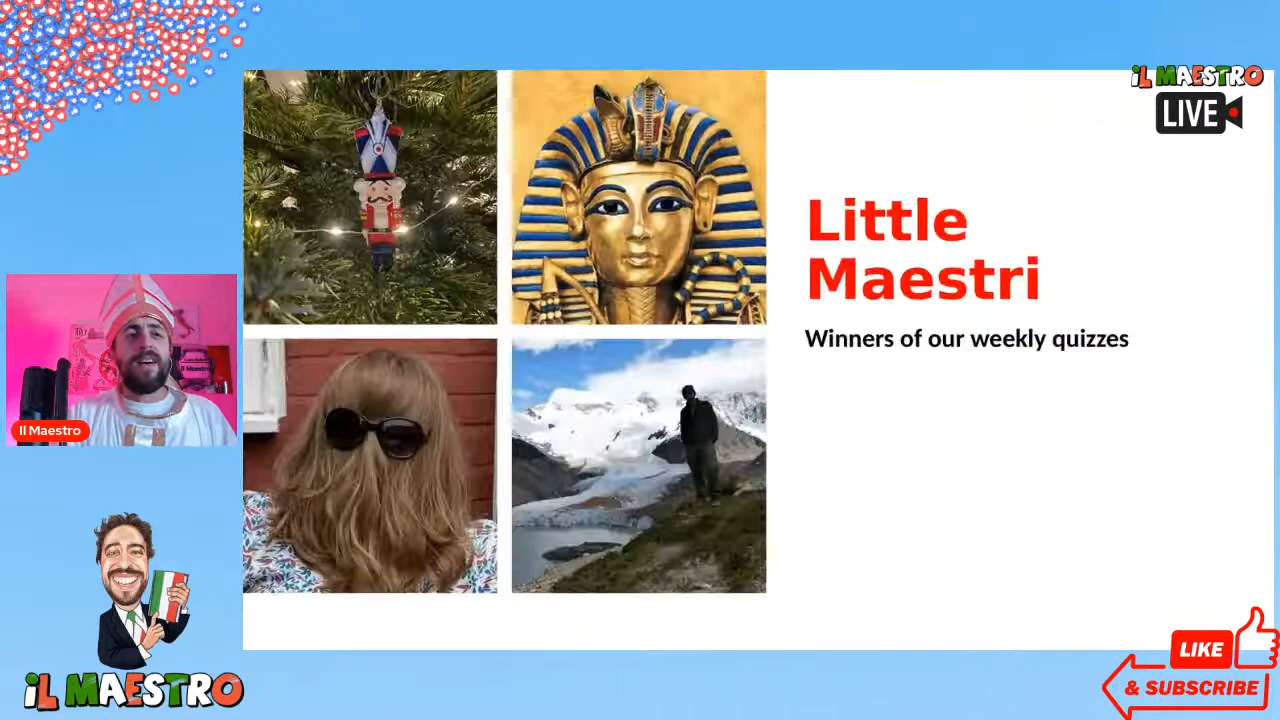 iL MAESTRO
LIVE
Little
Maestri
Winners of our weekly quizzes
Il Maestro
iL MAESTRO
LIKE
& SUBSCRIBE